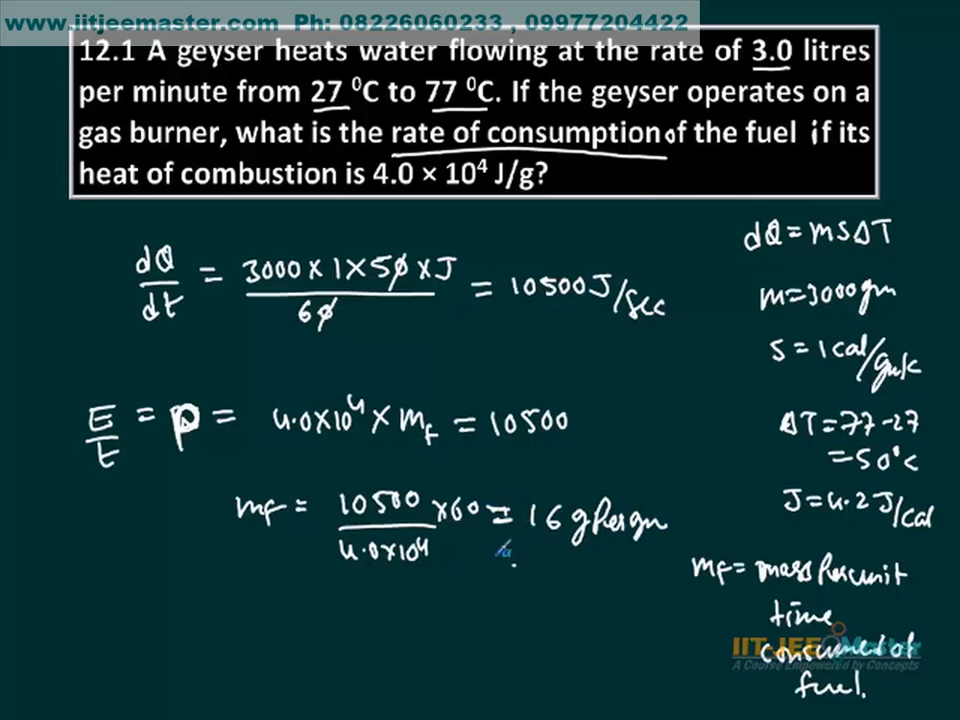 www.iitjeemaster.com Ph: 08226060233 , 09977204422
12.1 A geyser heats water flowing at the rate of 3.0 litres
per minute from 27 ⁰C to 77 ⁰C. If the geyser operates on a
gas burner, what is the rate of consumption of the fuel if its
heat of combustion is 4.0 × 10⁴ J/g?
dQ/dt = 3000 × 1 × 50 × J / 60 = 10500 J/sec
dQ = mSΔT
m = 3000 gm
S = 1 cal/gm/c
ΔT = 77 - 27
= 50°c
J = 4.2 J/cal
E/t = P = 4.0×10⁴ × mf = 10500
mf = 10500/4.0×10⁴ ×60 = 16 g
mf = mass per unit
time
consumed of
fuel.
IIT-JEE Master
A Course Empowered by Concepts